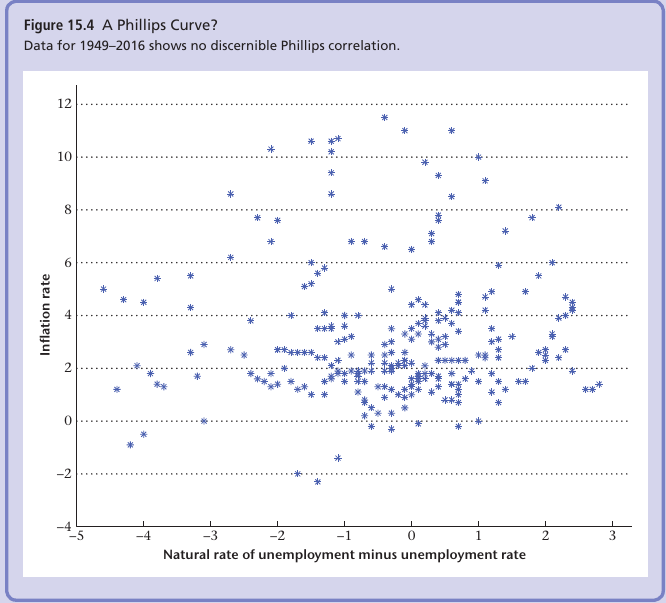 Figure 15.4 A Phillips Curve?
Data for 1949–2016 shows no discernible Phillips correlation.
12
10
8
6
4
2
0
−2
−4
Inflation rate
−5 −4 −3 −2 −1 0 1 2 3
Natural rate of unemployment minus unemployment rate